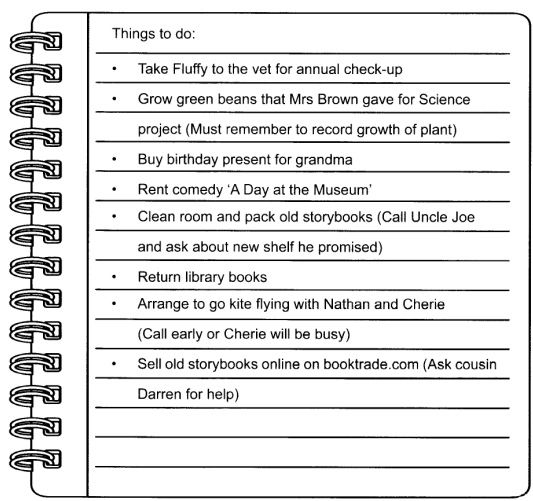 Things to do:
• Take Fluffy to the vet for annual check-up
• Grow green beans that Mrs Brown gave for Science
project (Must remember to record growth of plant)
• Buy birthday present for grandma
• Rent comedy ‘A Day at the Museum’
• Clean room and pack old storybooks (Call Uncle Joe
and ask about new shelf he promised)
• Return library books
• Arrange to go kite flying with Nathan and Cherie
(Call early or Cherie will be busy)
• Sell old storybooks online on booktrade.com (Ask cousin
Darren for help)